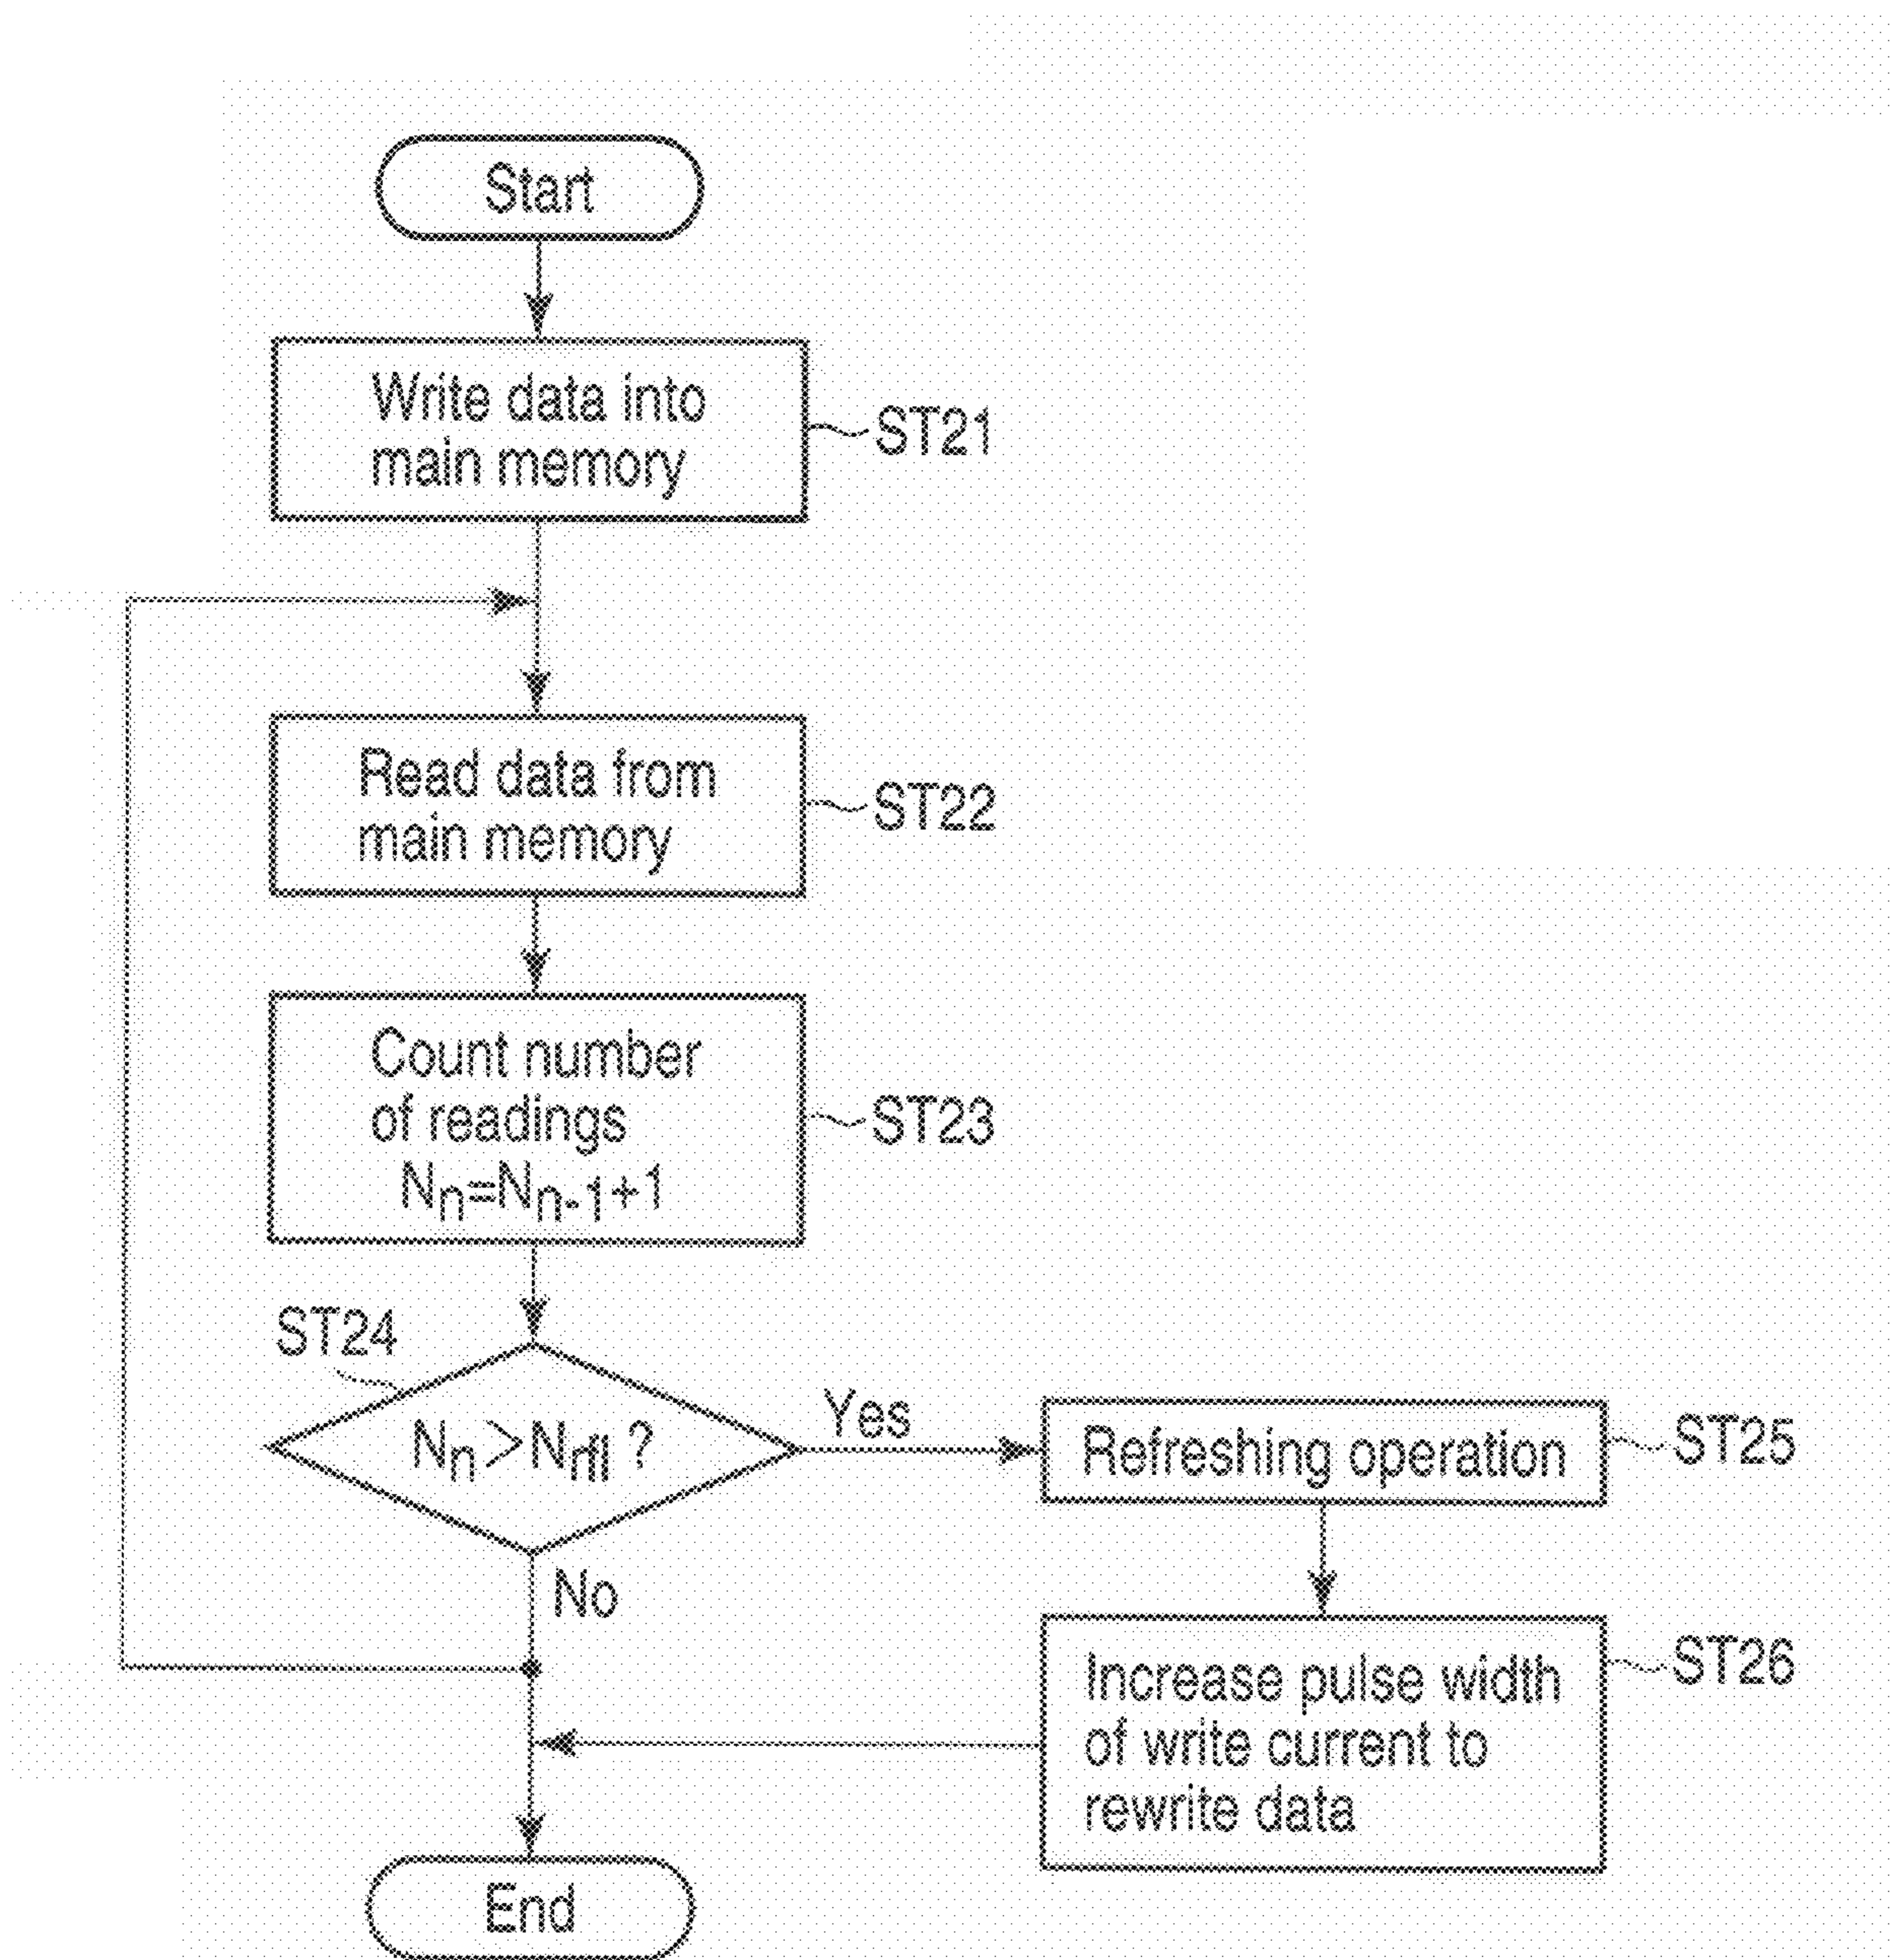 Start
Write data into
main memory
ST21
Read data from
main memory
ST22
Count number
of readings
Nn=Nn-1+1
ST23
ST24
Nn>Nrfl ?
Yes
No
Refreshing operation
ST25
Increase pulse width
of write current to
rewrite data
ST26
End